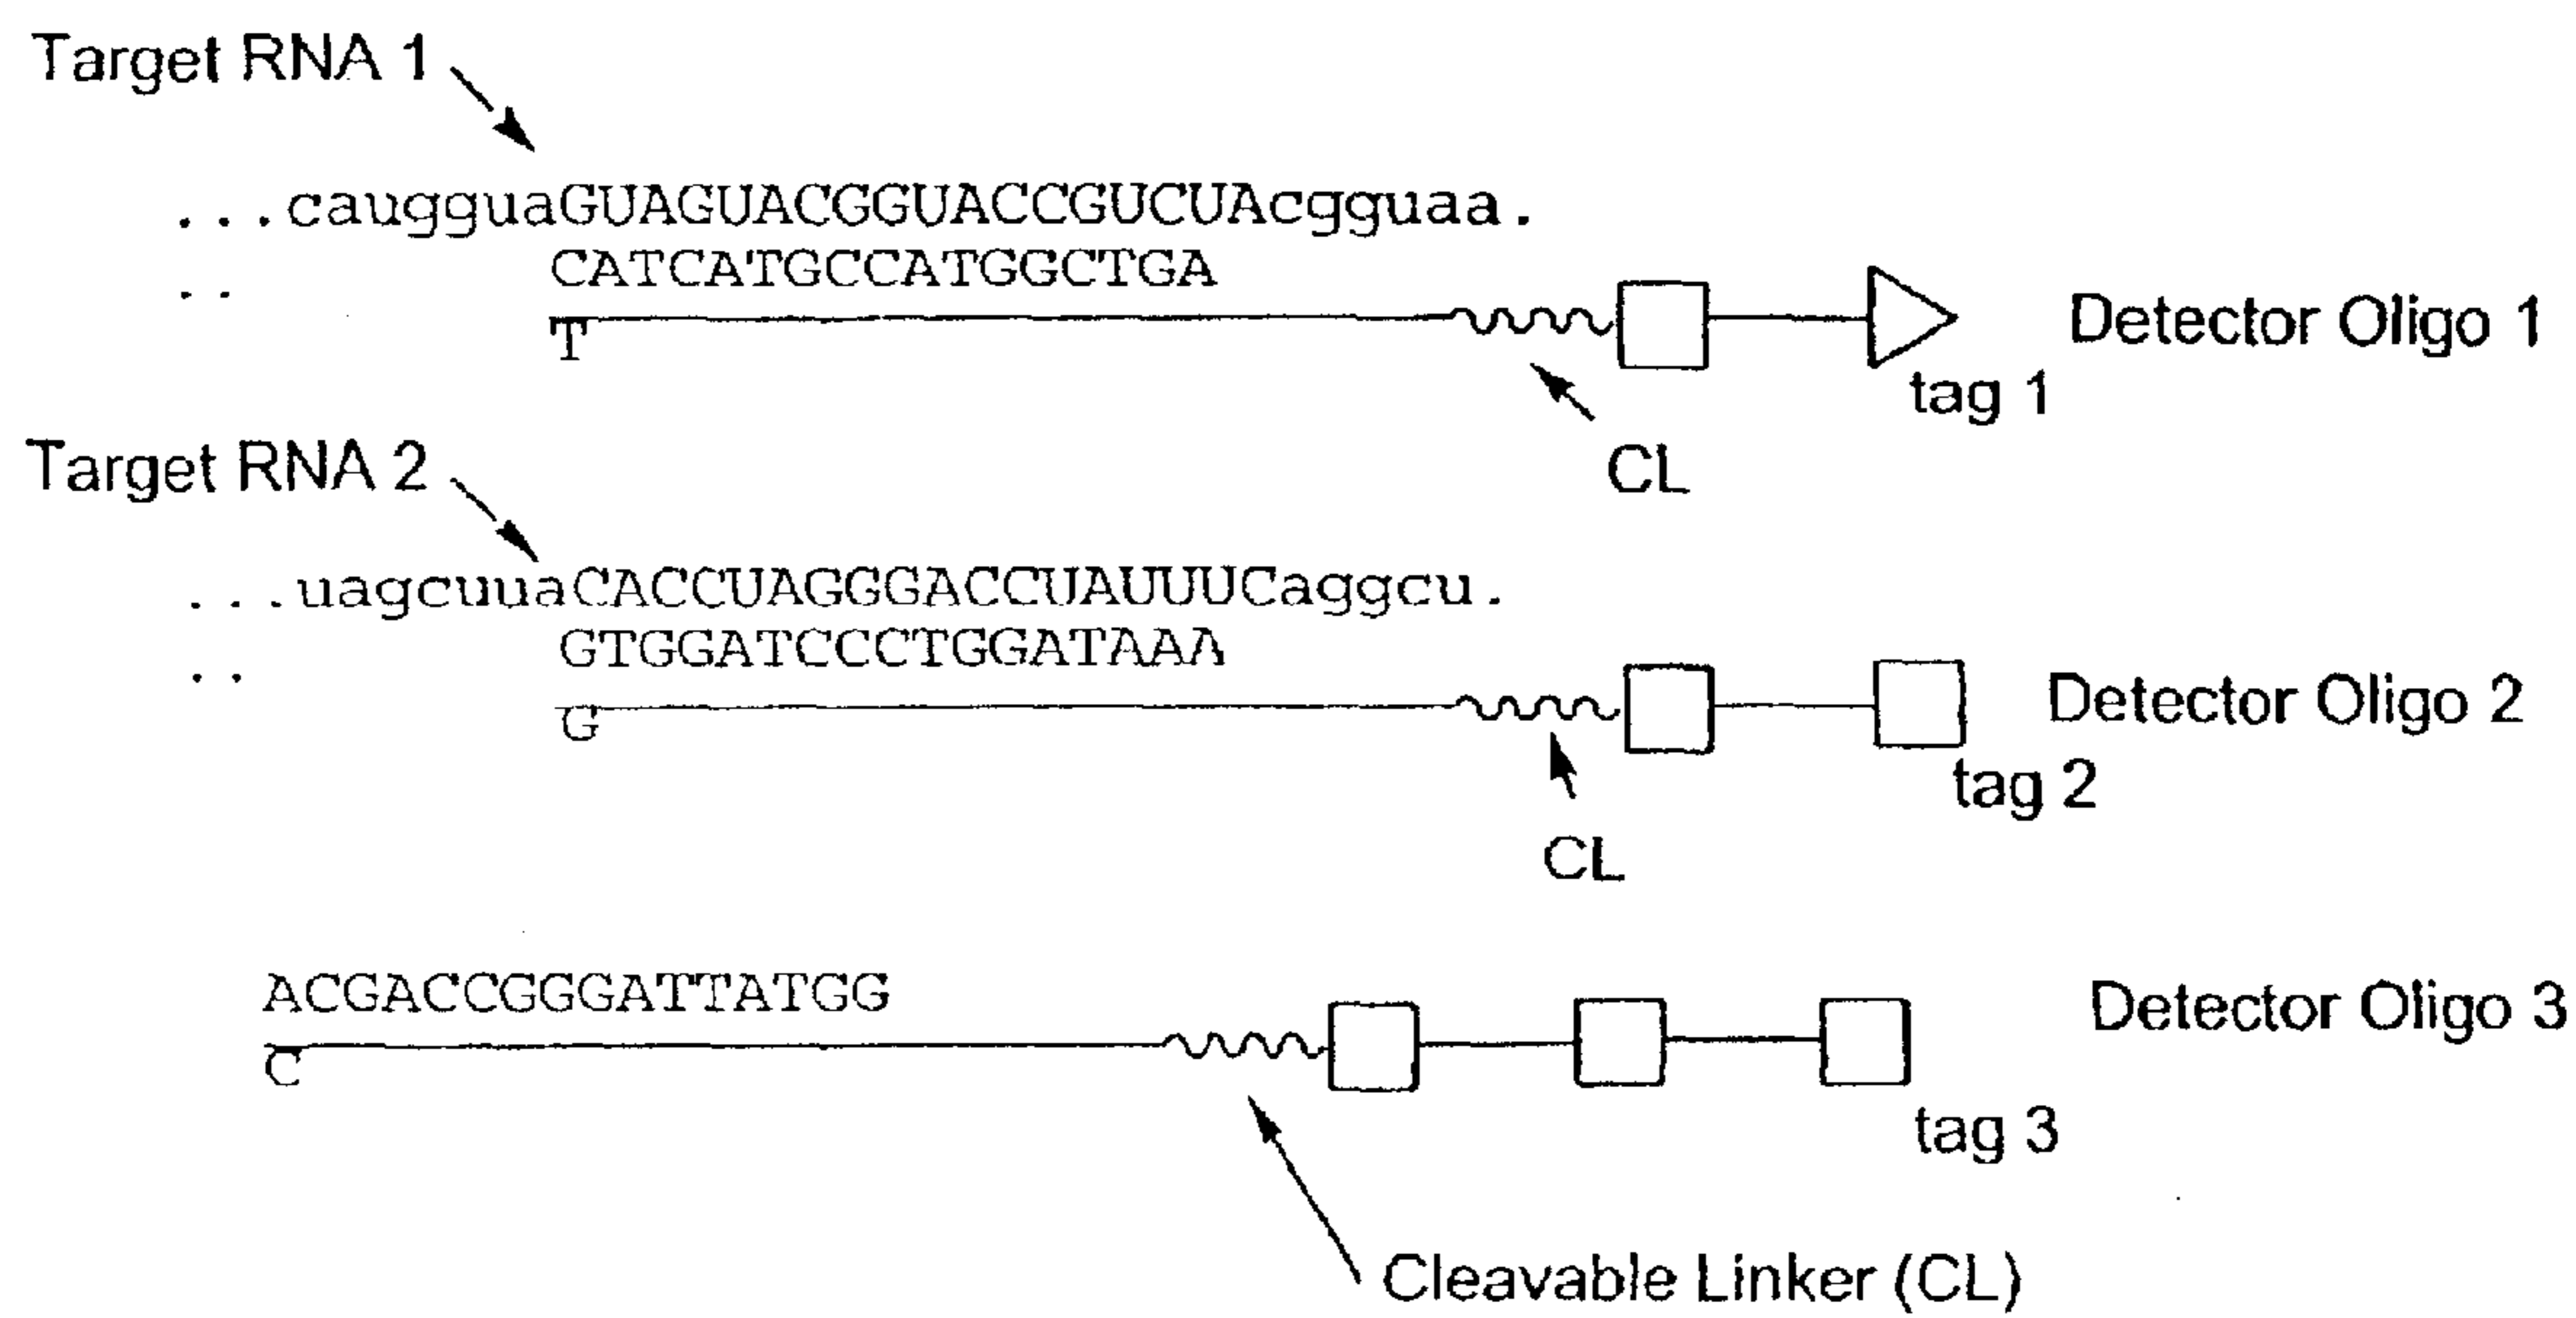 Target RNA 1
...caugguaGUAGUACGGUACCGUCUAcgguaa.
CATCATGCCATGGCTGA
..
T
Detector Oligo 1
tag 1
CL
Target RNA 2
...uagcuuaCACCUAGGGACCUAUUUCaggcu.
GTGGATCCCTGGATAAA
..
G
Detector Oligo 2
tag 2
CL
ACGACCGGGATTATGG
Detector Oligo 3
C
tag 3
Cleavable Linker (CL)